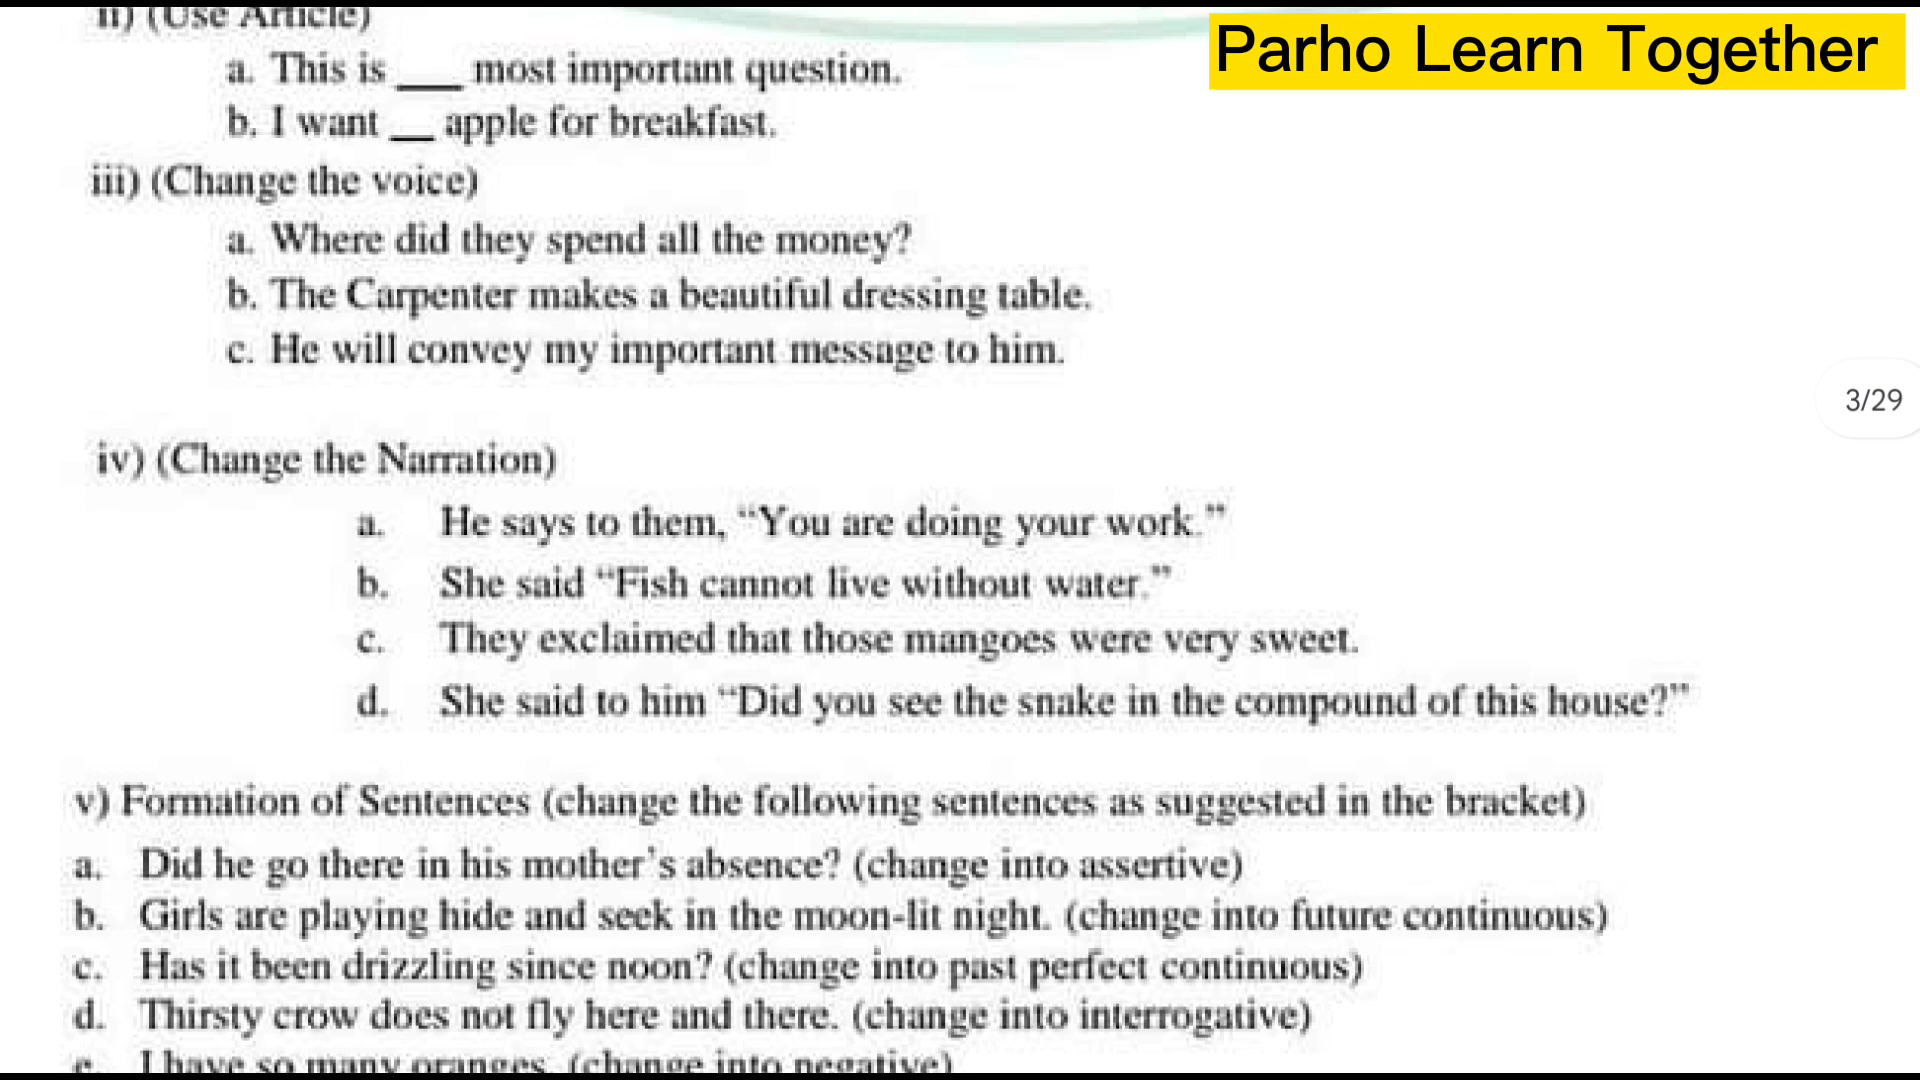 ii) (Use Article)
Parho Learn Together
a. This is ___ most important question.
b. I want __ apple for breakfast.
iii) (Change the voice)
a. Where did they spend all the money?
b. The Carpenter makes a beautiful dressing table.
c. He will convey my important message to him.
3/29
iv) (Change the Narration)
a. He says to them, “You are doing your work.”
b. She said “Fish cannot live without water.”
c. They exclaimed that those mangoes were very sweet.
d. She said to him “Did you see the snake in the compound of this house?”
v) Formation of Sentences (change the following sentences as suggested in the bracket)
a. Did he go there in his mother’s absence? (change into assertive)
b. Girls are playing hide and seek in the moon-lit night. (change into future continuous)
c. Has it been drizzling since noon? (change into past perfect continuous)
d. Thirsty crow does not fly here and there. (change into interrogative)
e. I have so many oranges. (change into negative)